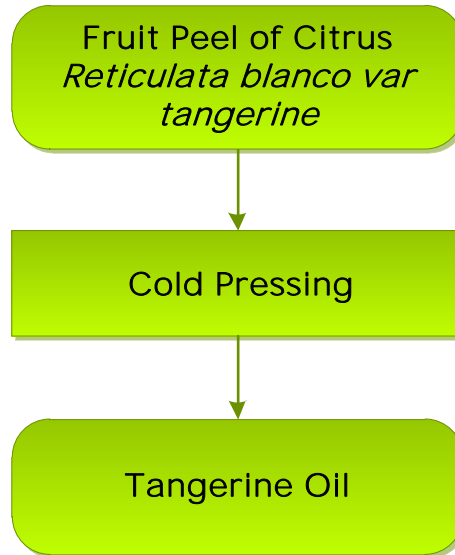 Fruit Peel of Citrus
Reticulata blanco var
tangerine
Cold Pressing
Tangerine Oil